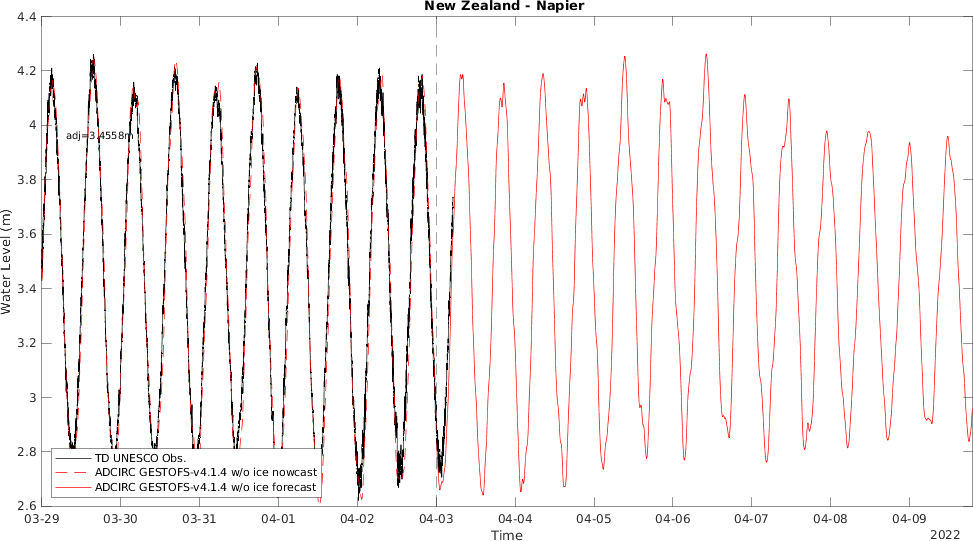 New Zealand - Napier
4.4
4.2
4
3.8
3.6
3.4
3.2
3
2.8
2.6
Water Level (m)
adj=3.4558m
TD UNESCO Obs.
ADCIRC GESTOFS-v4.1.4 w/o ice nowcast
ADCIRC GESTOFS-v4.1.4 w/o ice forecast
03-29 03-30 03-31 04-01 04-02 04-03 04-04 04-05 04-06 04-07 04-08 04-09
Time
2022